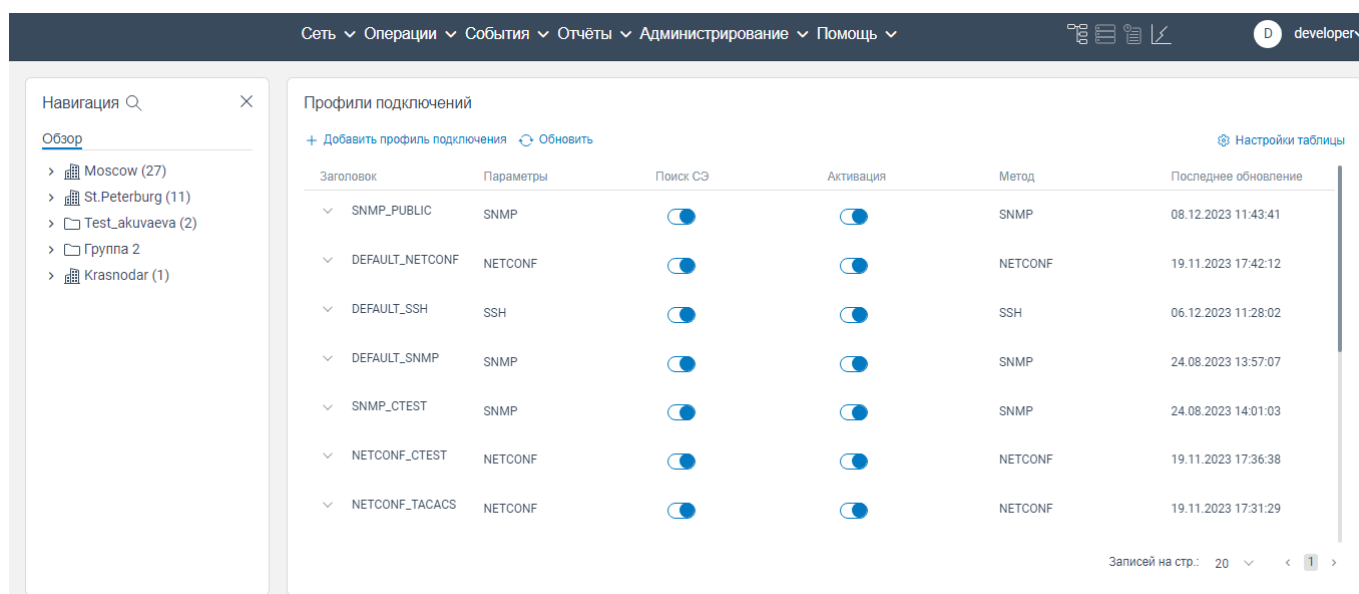 Сеть Операции События Отчёты Администрирование Помощь D developer
Навигация
Обзор
Moscow (27)
St.Peterburg (11)
Test_akuvaeva (2)
Группа 2
Krasnodar (1)
Профили подключений
+ Добавить профиль подключения Обновить Настройки таблицы
Заголовок Параметры Поиск СЭ Активация Метод Последнее обновление
SNMP_PUBLIC SNMP SNMP 08.12.2023 11:43:41
DEFAULT_NETCONF NETCONF NETCONF 19.11.2023 17:42:12
DEFAULT_SSH SSH SSH 06.12.2023 11:28:02
DEFAULT_SNMP SNMP SNMP 24.08.2023 13:57:07
SNMP_CTEST SNMP SNMP 24.08.2023 14:01:03
NETCONF_CTEST NETCONF NETCONF 19.11.2023 17:36:38
NETCONF_TACACS NETCONF NETCONF 19.11.2023 17:31:29
Записей на стр.: 20 < 1 >